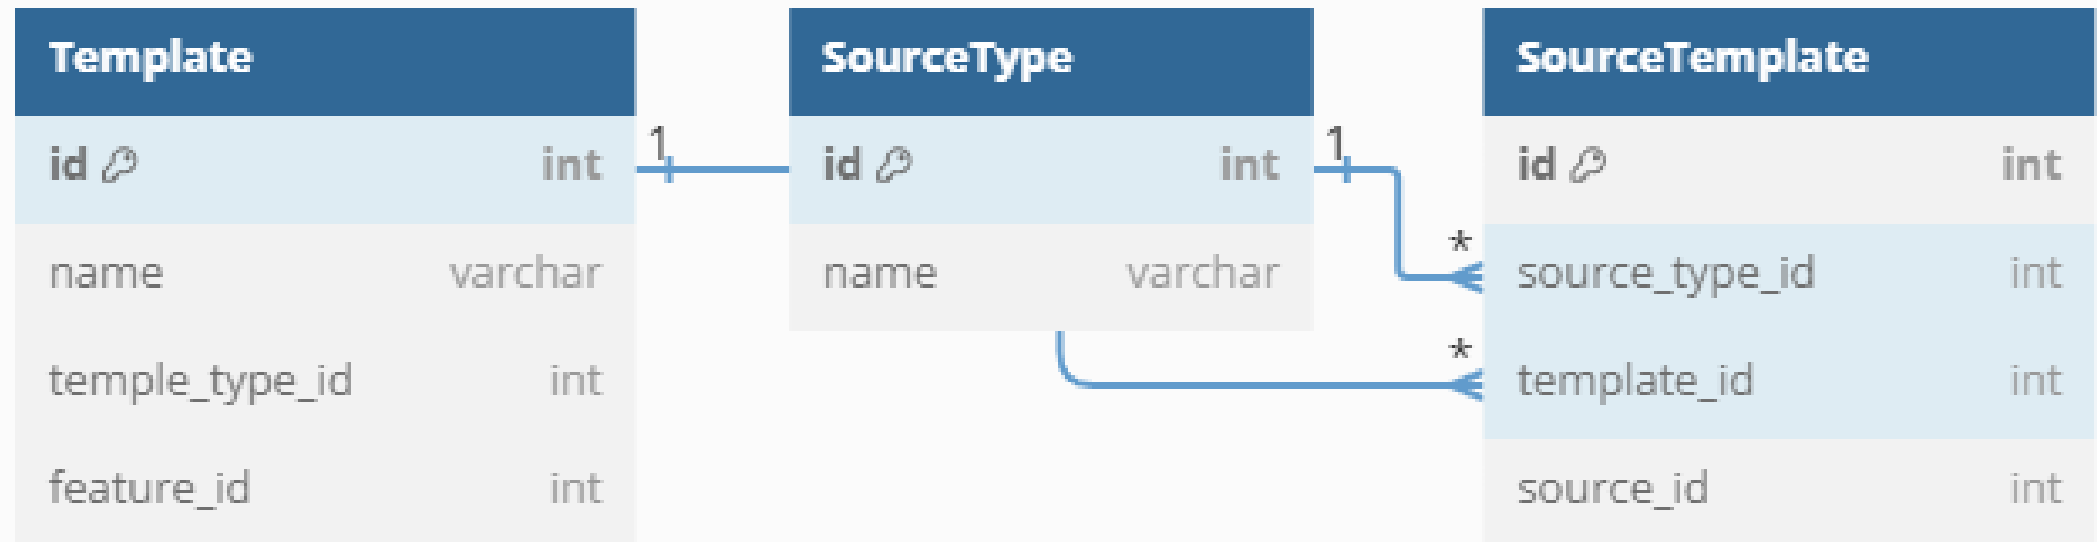 Template
id int
name varchar
temple_type_id int
feature_id int
1
SourceType
id int
name varchar
1
*
*
SourceTemplate
id int
source_type_id int
template_id int
source_id int